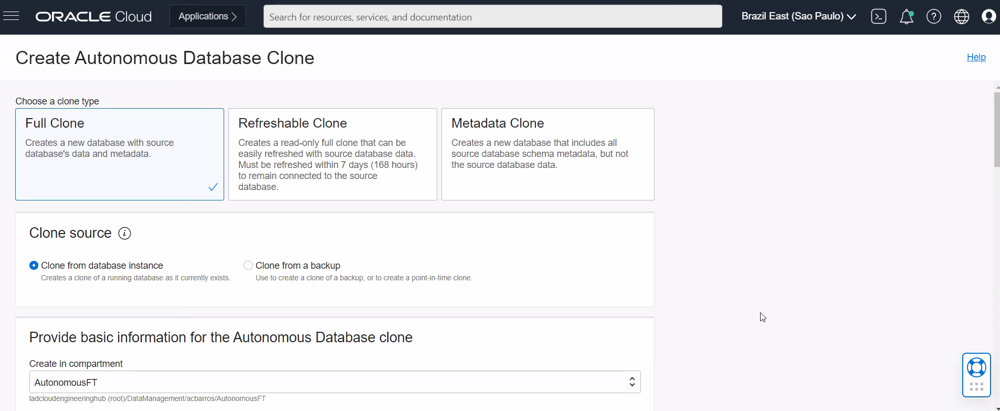 ORACLE Cloud
Applications
Search for resources, services, and documentation
Brazil East (Sao Paulo)
Create Autonomous Database Clone
Help
Choose a clone type
Full Clone
Creates a new database with source
database's data and metadata.
Refreshable Clone
Creates a read-only full clone that can be
easily refreshed with source database data.
Must be refreshed within 7 days (168 hours)
to remain connected to the source
database.
Metadata Clone
Creates a new database that includes all
source database schema metadata, but not
the source database data.
Clone source
Clone from database instance
Creates a clone of a running database as it currently exists.
Clone from a backup
Use to create a clone of a backup, or to create a point-in-time clone.
Provide basic information for the Autonomous Database clone
Create in compartment
AutonomousFT
ladcloudengineeringhub (root)/DataManagement/acbarros/AutonomousFT